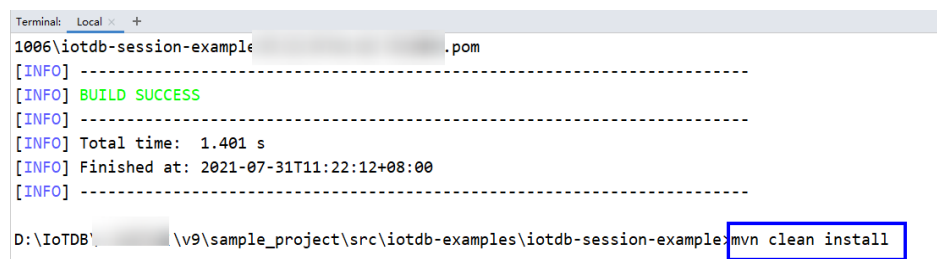 Terminal: Local × +
1006\iotdb-session-example .pom
[INFO] ------------------------------------------------------------------------
[INFO] BUILD SUCCESS
[INFO] ------------------------------------------------------------------------
[INFO] Total time:  1.401 s
[INFO] Finished at: 2021-07-31T11:22:12+08:00
[INFO] ------------------------------------------------------------------------
D:\IoTDB\ \v9\sample_project\src\iotdb-examples\iotdb-session-example>mvn clean install